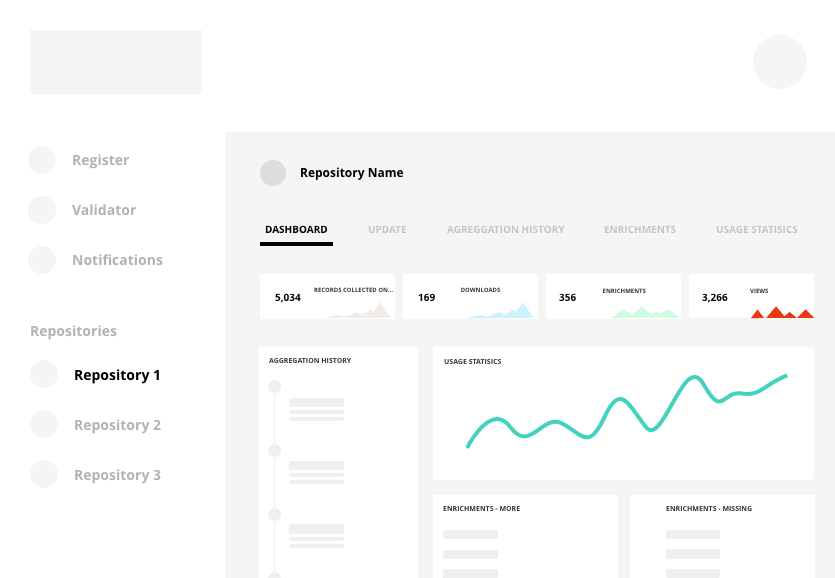 Register
Validator
Notifications
Repositories
Repository 1
Repository 2
Repository 3
Repository Name
DASHBOARD UPDATE AGREGGATION HISTORY ENRICHMENTS USAGE STATISICS
5,034 RECORDS COLLECTED ON...
169 DOWNLOADS
356 ENRICHMENTS
3,266 VIEWS
AGGREGATION HISTORY
USAGE STATISICS
ENRICHMENTS - MORE
ENRICHMENTS - MISSING